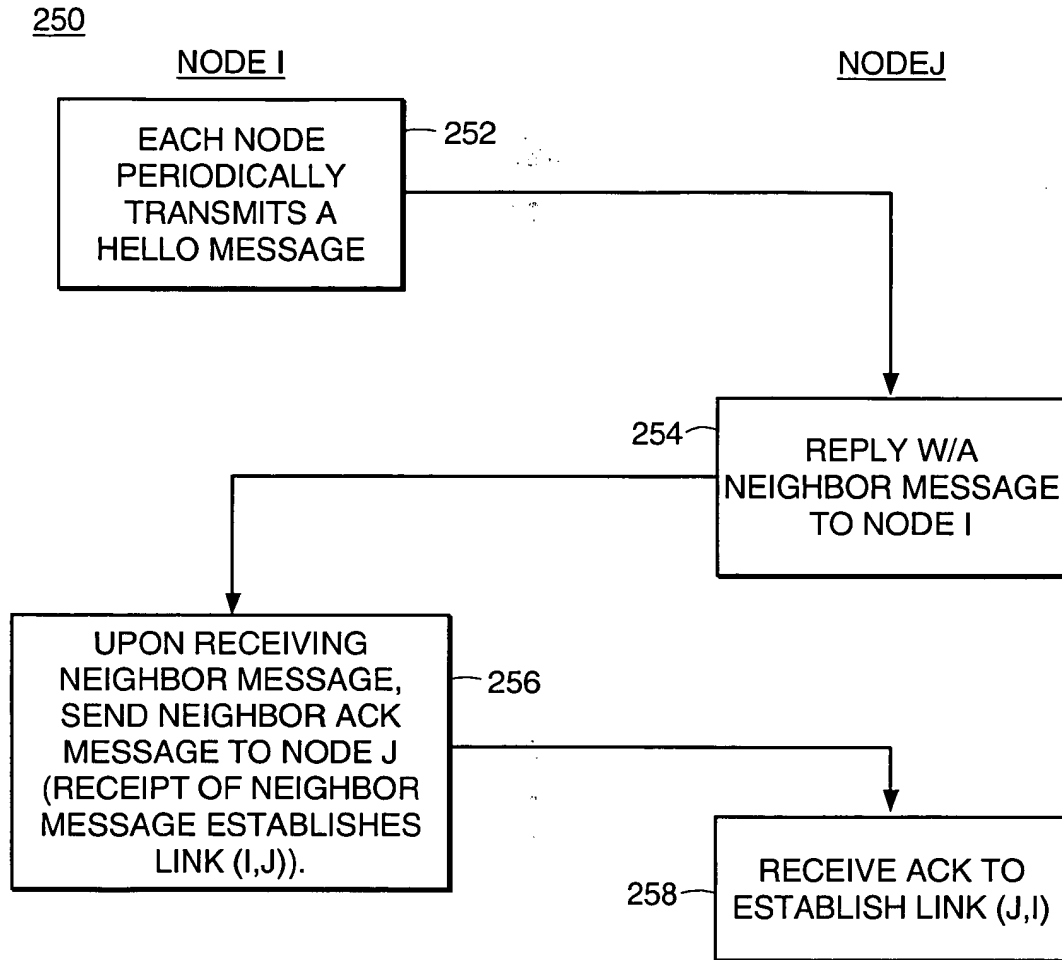 250
NODE I
NODEJ
EACH NODE
PERIODICALLY
TRANSMITS A
HELLO MESSAGE
252
254
REPLY W/A
NEIGHBOR MESSAGE
TO NODE I
UPON RECEIVING
NEIGHBOR MESSAGE,
SEND NEIGHBOR ACK
MESSAGE TO NODE J
(RECEIPT OF NEIGHBOR
MESSAGE ESTABLISHES
LINK (I,J)).
256
258
RECEIVE ACK TO
ESTABLISH LINK (J,I)